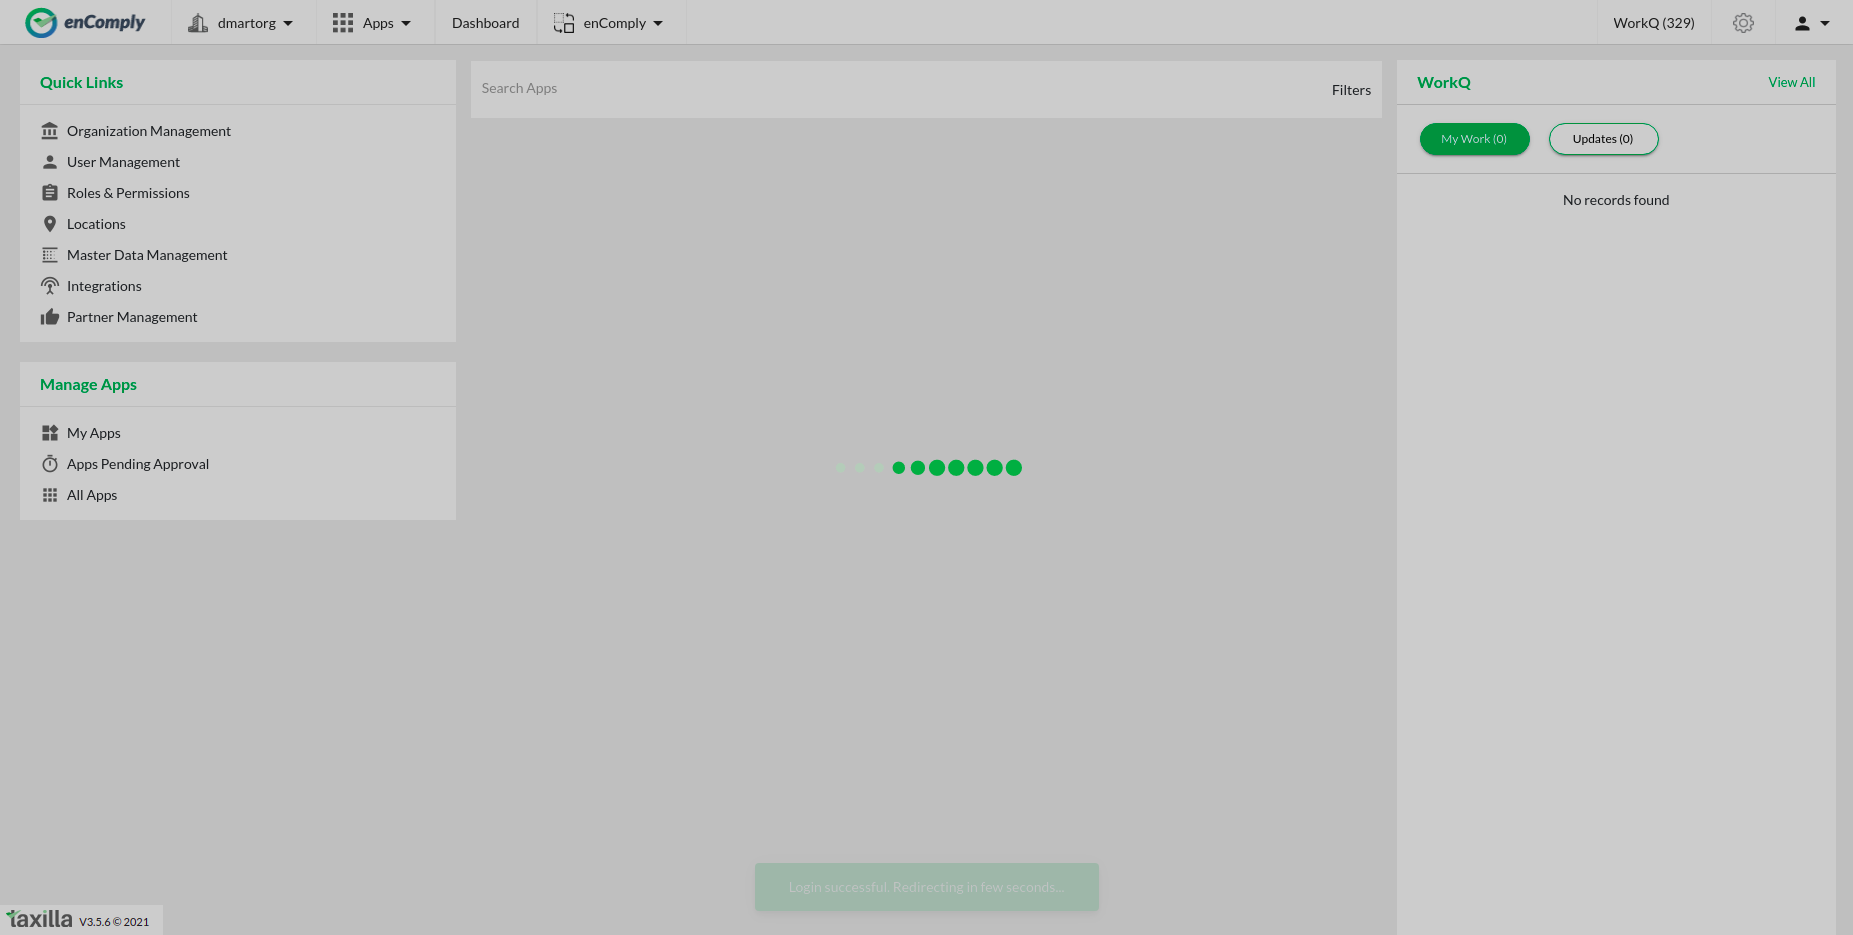 enComply
dmartorg
Apps
Dashboard
enComply
WorkQ (329)
Quick Links
Organization Management
User Management
Roles & Permissions
Locations
Master Data Management
Integrations
Partner Management
Manage Apps
My Apps
Apps Pending Approval
All Apps
Search Apps
Filters
WorkQ
View All
My Work (0)
Updates (0)
No records found
Login successful. Redirecting in few seconds...
taxilla V3.5.6 © 2021